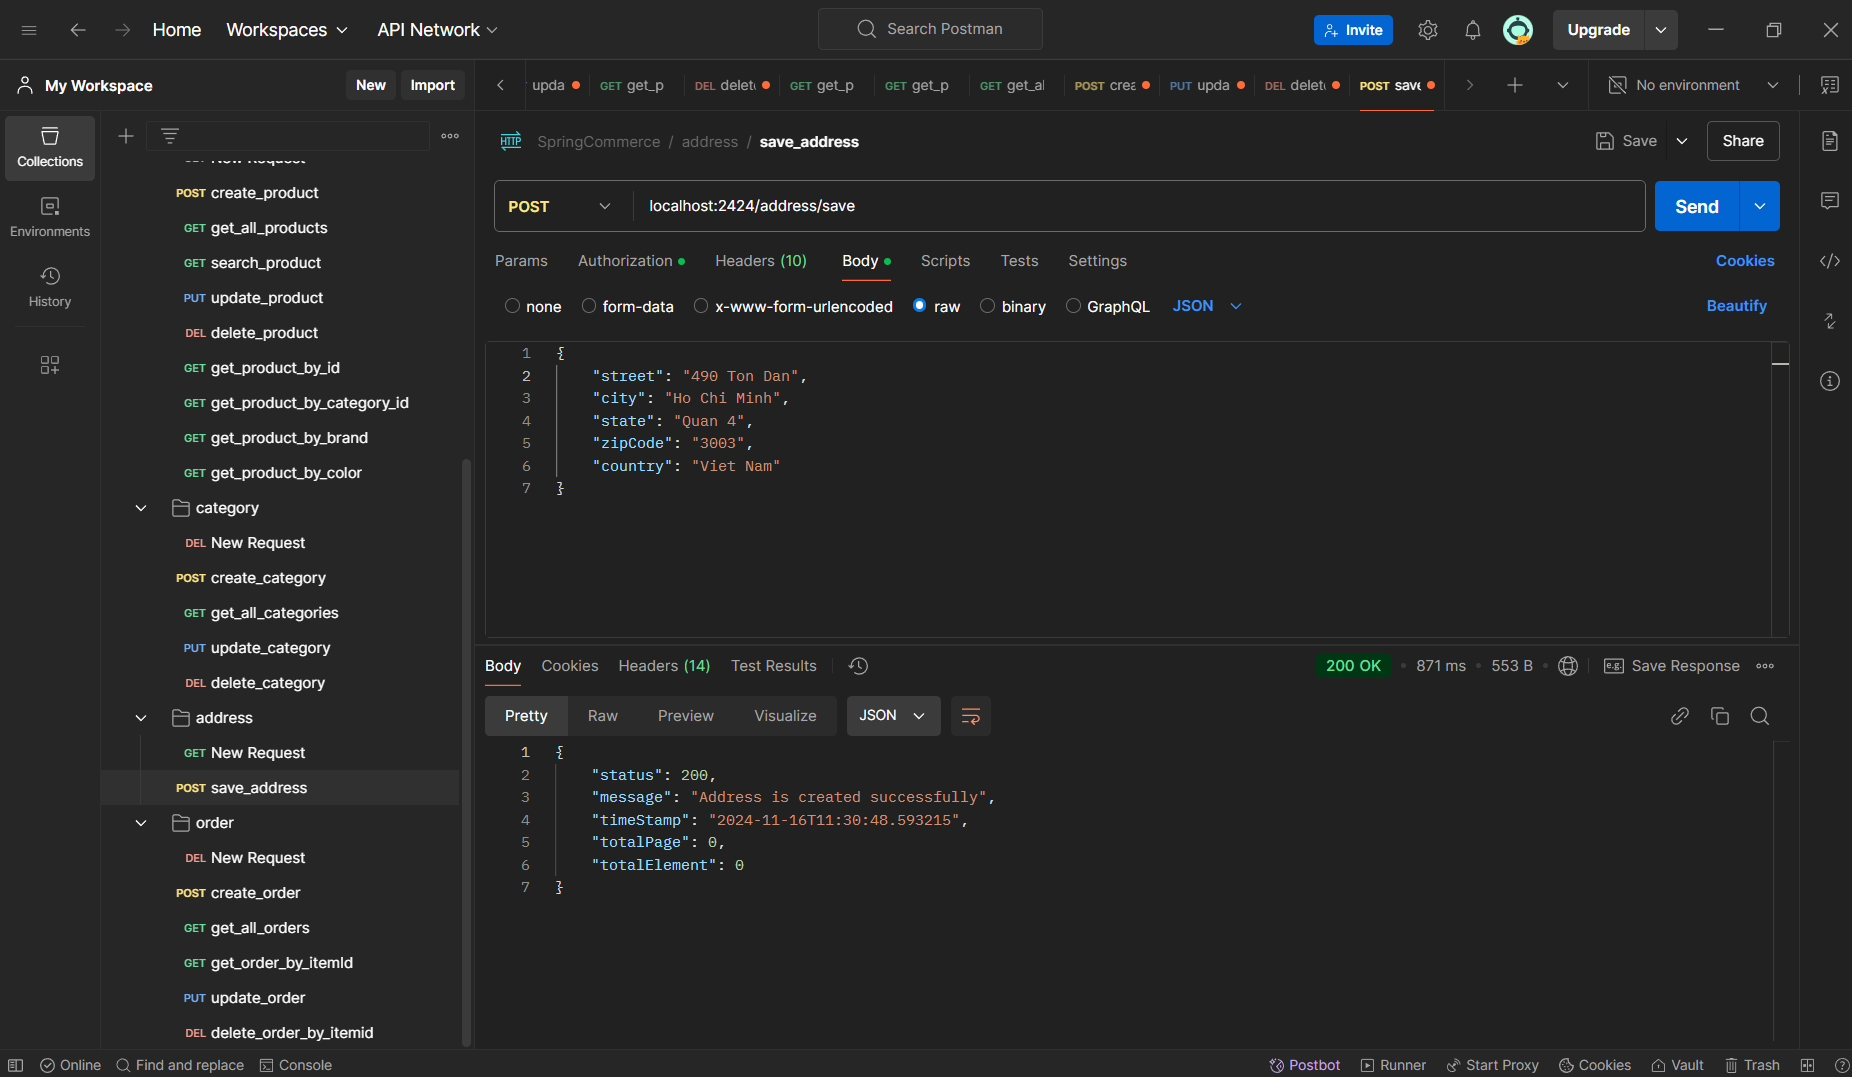 Home Workspaces API Network Search Postman Invite Upgrade
My Workspace New Import
upda GET get_p DEL delet GET get_p GET get_p GET get_al POST crea PUT upda DEL delet POST save No environment
Collections
Environments
History
New Request
POST create_product
GET get_all_products
GET search_product
PUT update_product
DEL delete_product
GET get_product_by_id
GET get_product_by_category_id
GET get_product_by_brand
GET get_product_by_color
category
DEL New Request
POST create_category
GET get_all_categories
PUT update_category
DEL delete_category
address
GET New Request
POST save_address
order
DEL New Request
POST create_order
GET get_all_orders
GET get_order_by_itemId
PUT update_order
DEL delete_order_by_itemid
HTTP SpringCommerce / address / save_address Save Share
POST localhost:2424/address/save Send
Params Authorization Headers (10) Body Scripts Tests Settings Cookies
none form-data x-www-form-urlencoded raw binary GraphQL JSON Beautify
1 {
2 "street": "490 Ton Dan",
3 "city": "Ho Chi Minh",
4 "state": "Quan 4",
5 "zipCode": "3003",
6 "country": "Viet Nam"
7 }
Body Cookies Headers (14) Test Results 200 OK • 871 ms • 553 B • e.g. Save Response
Pretty Raw Preview Visualize JSON
1 {
2 "status": 200,
3 "message": "Address is created successfully",
4 "timeStamp": "2024-11-16T11:30:48.593215",
5 "totalPage": 0,
6 "totalElement": 0
7 }
Online Find and replace Console Postbot Runner Start Proxy Cookies Vault Trash